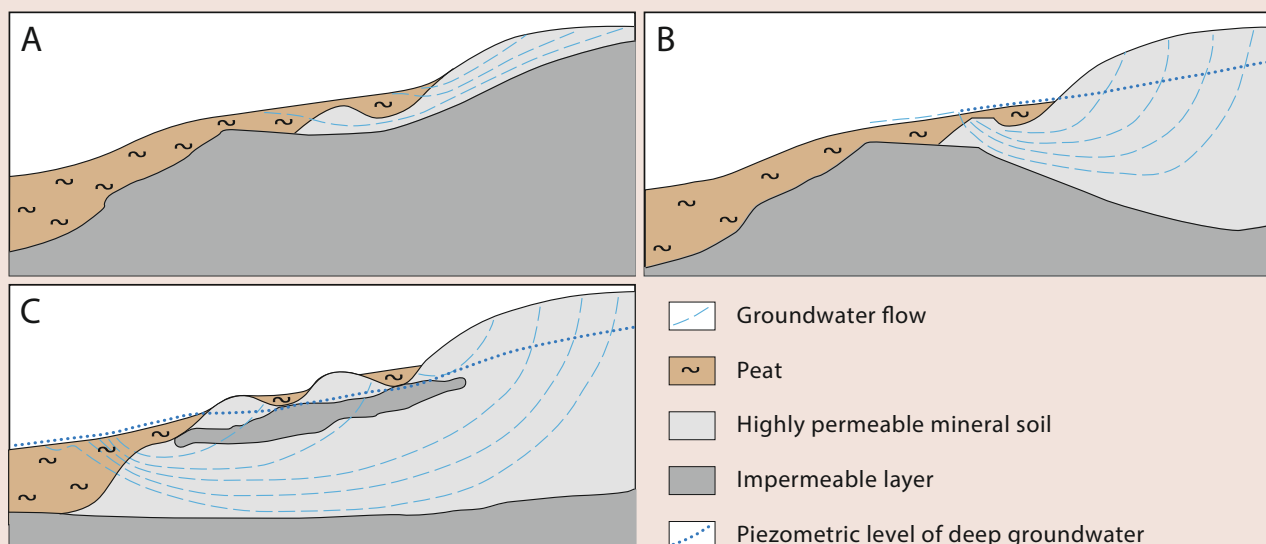 A
B
C
Groundwater flow
Peat
Highly permeable mineral soil
Impermeable layer
Piezometric level of deep groundwater